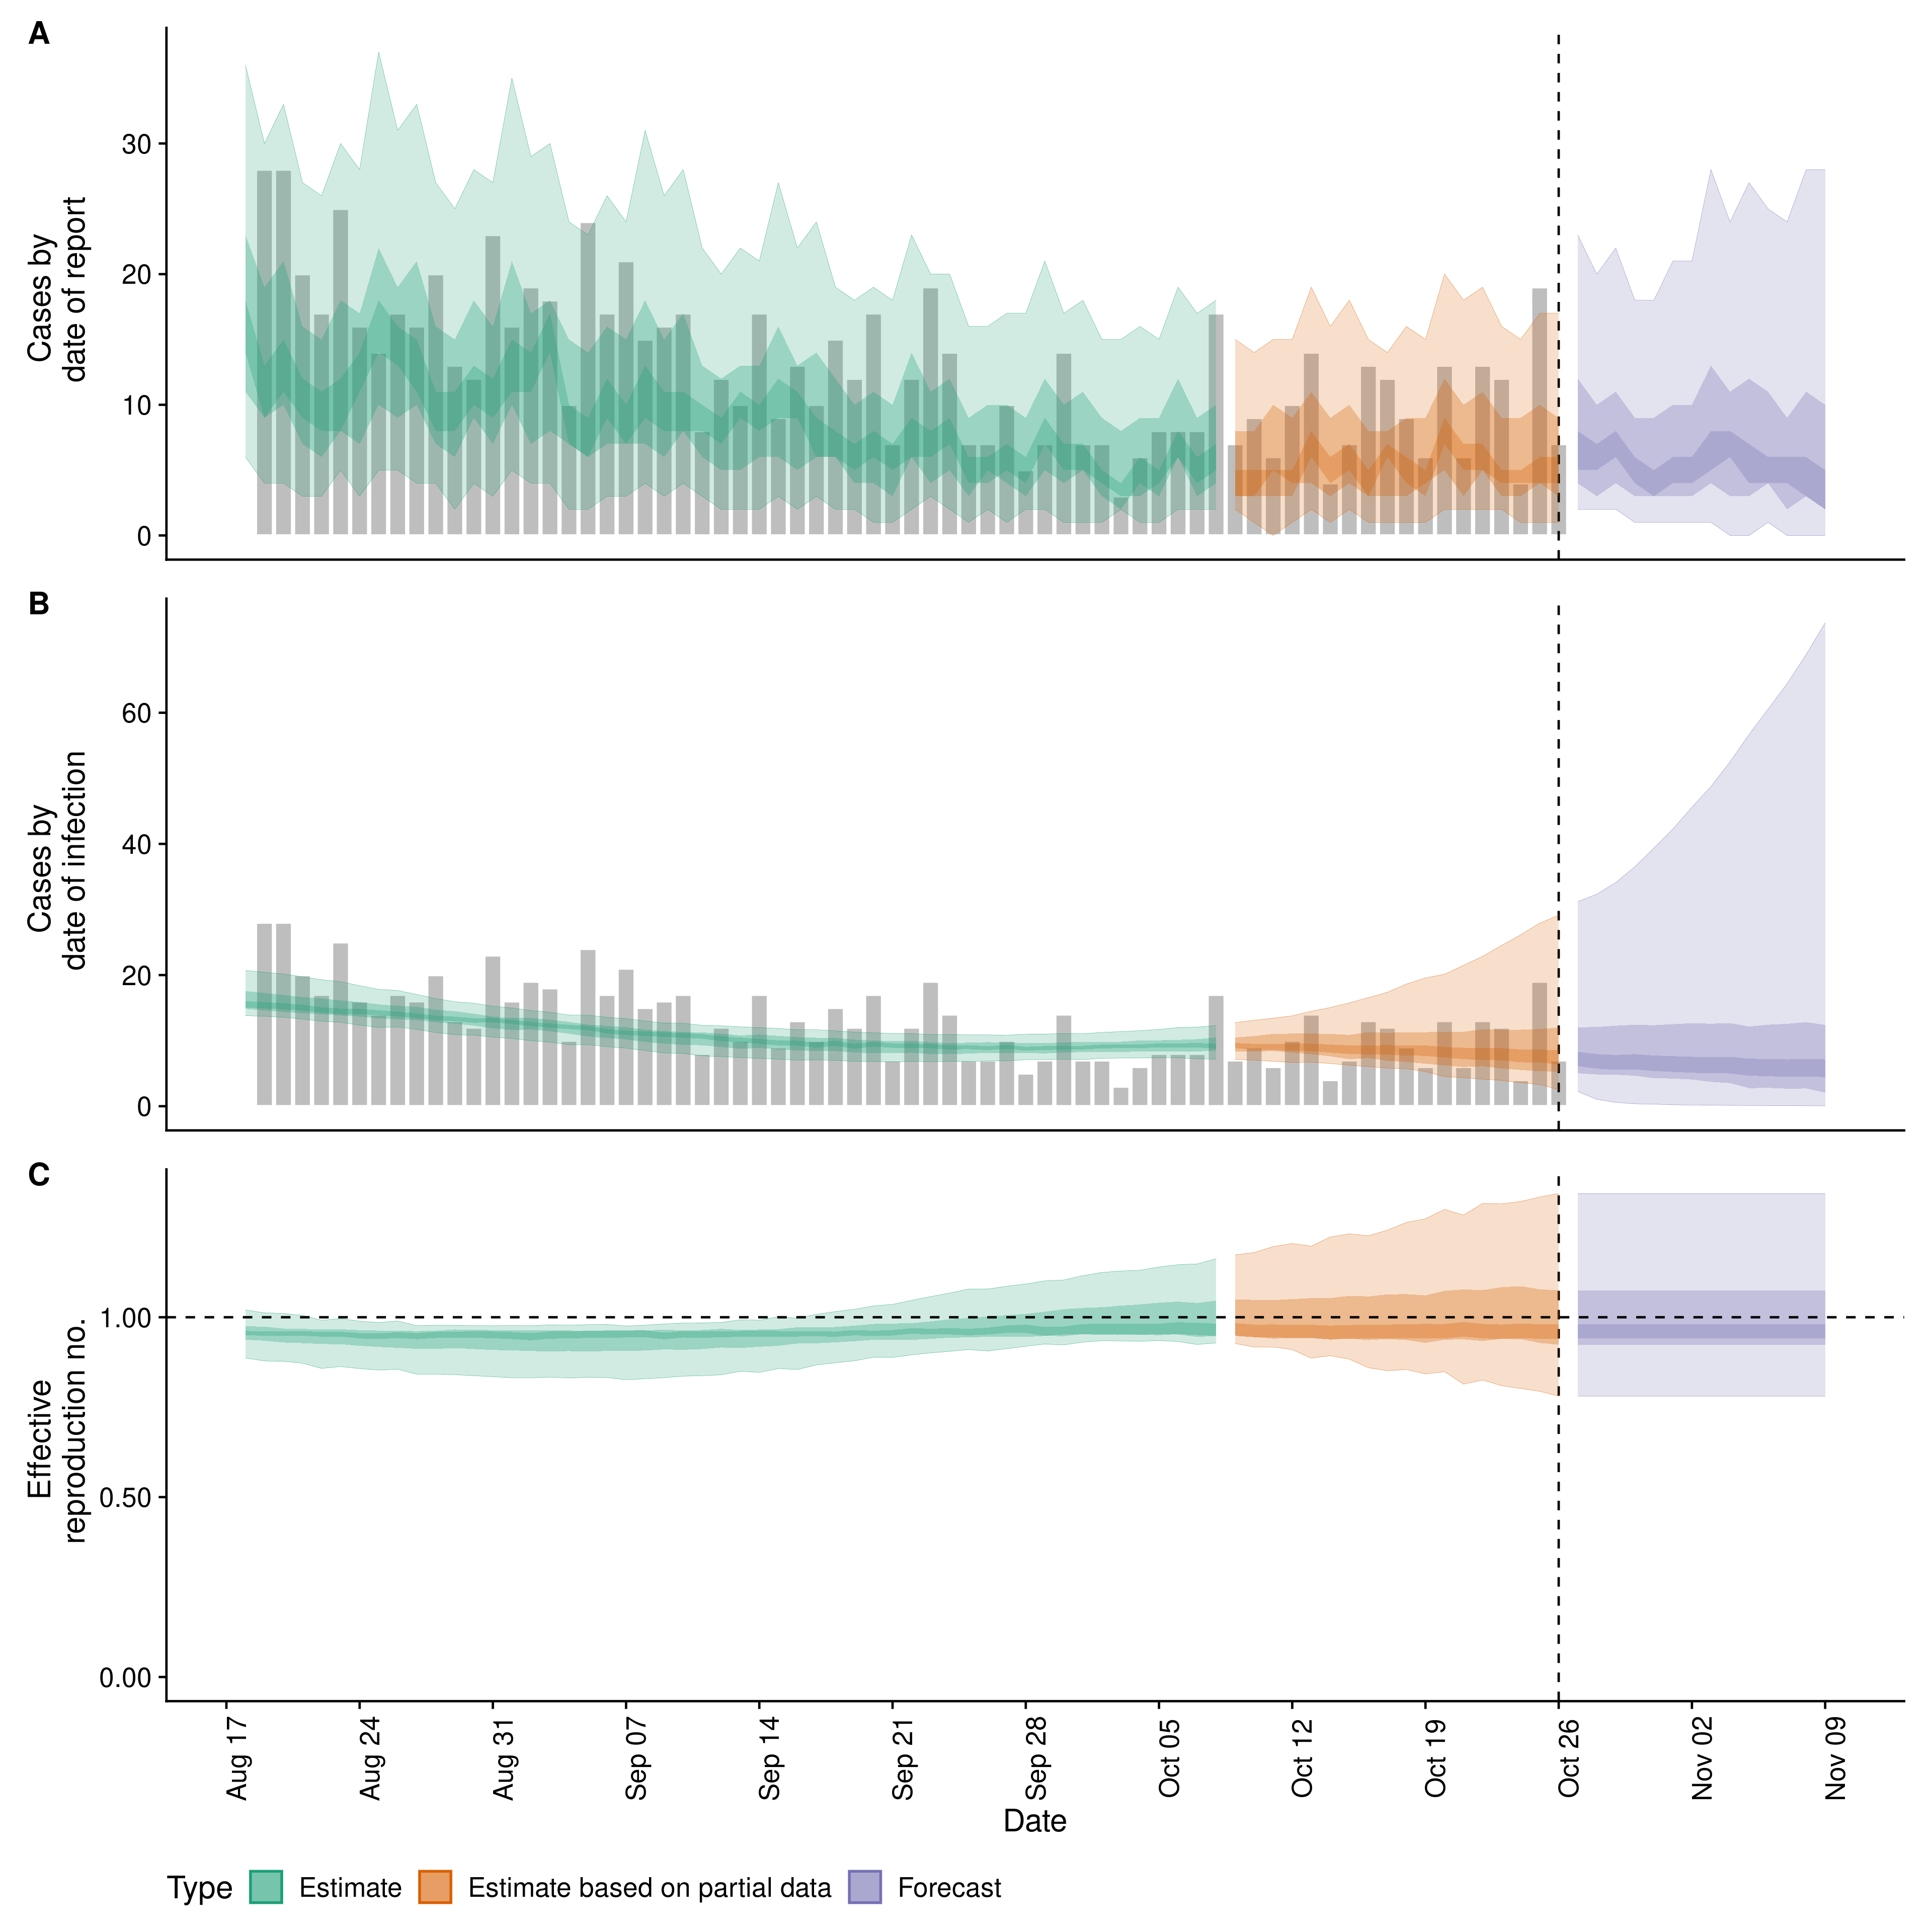 A
Cases by
date of report
30
20
10
0
B
Cases by
date of infection
60
40
20
0
C
Effective
reproduction no.
1.00
0.50
0.00
Aug 17
Aug 24
Aug 31
Sep 07
Sep 14
Sep 21
Sep 28
Oct 05
Oct 12
Oct 19
Oct 26
Nov 02
Nov 09
Date
Type Estimate Estimate based on partial data Forecast